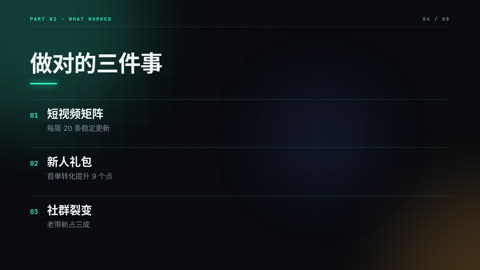 PART 02 · WHAT WORKED
04 / 08
做对的三件事
01 短视频矩阵
每周 20 条稳定更新
02 新人礼包
首单转化提升 9 个点
03 社群裂变
老带新占三成